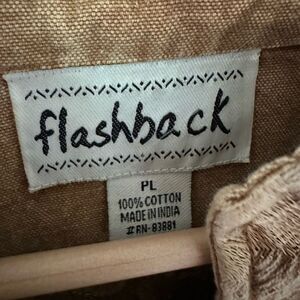 flashback
PL
100% COTTON
MADE IN INDIA
#RN-83881